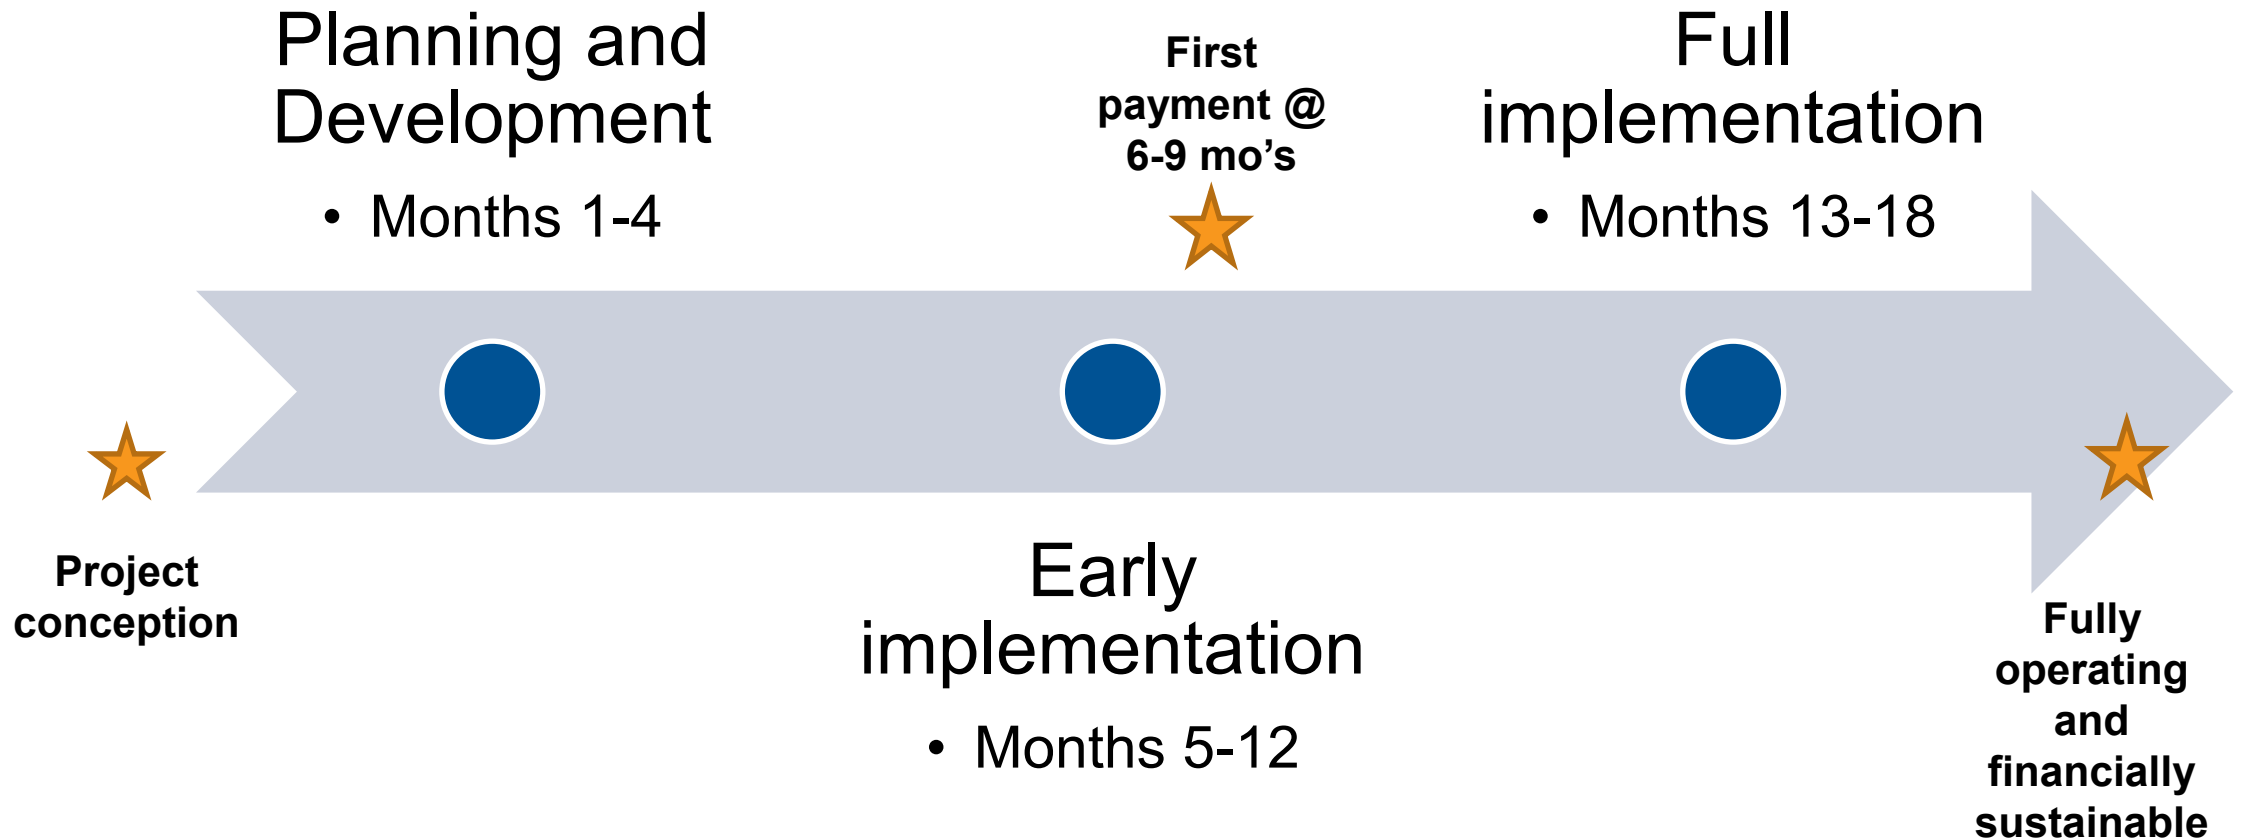 Planning and
Development
• Months 1-4
First
payment @
6-9 mo’s
Full
implementation
• Months 13-18
Project
conception
Early
implementation
• Months 5-12
Fully
operating
and
financially
sustainable